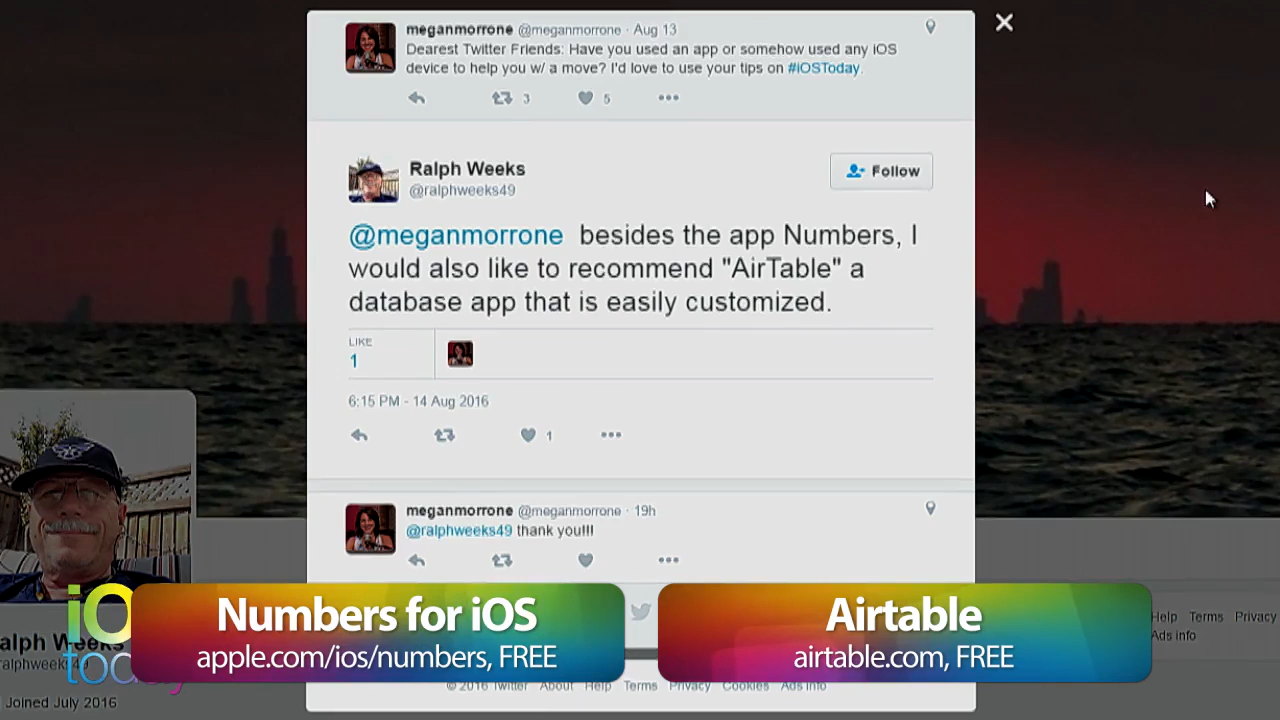 meganmorrone @meganmorrone · Aug 13
Dearest Twitter Friends: Have you used an app or somehow used any iOS
device to help you w/ a move? I'd love to use your tips on #iOSToday.
3 5
Ralph Weeks
@ralphweeks49
Follow
@meganmorrone besides the app Numbers, I
would also like to recommend "AirTable" a
database app that is easily customized.
LIKE
1
6:15 PM - 14 Aug 2016
1
meganmorrone @meganmorrone · 19h
@ralphweeks49 thank you!!!
iO
today
alph Weeks
ralphweeks49
Joined July 2016
Numbers for iOS
apple.com/ios/numbers, FREE
Airtable
airtable.com, FREE
Help Terms Privacy
Ads info
© 2016 Twitter About Help Terms Privacy Cookies Ads info